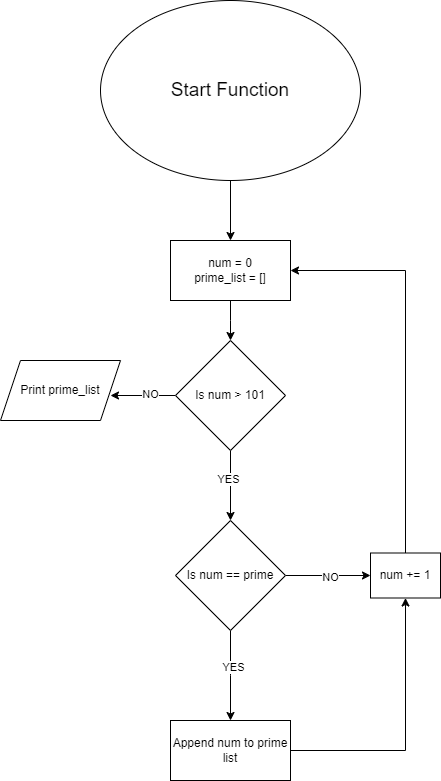 Start Function
num = 0
prime_list = []
Print prime_list
NO
Is num > 101
YES
Is num == prime
NO
num += 1
YES
Append num to prime
list